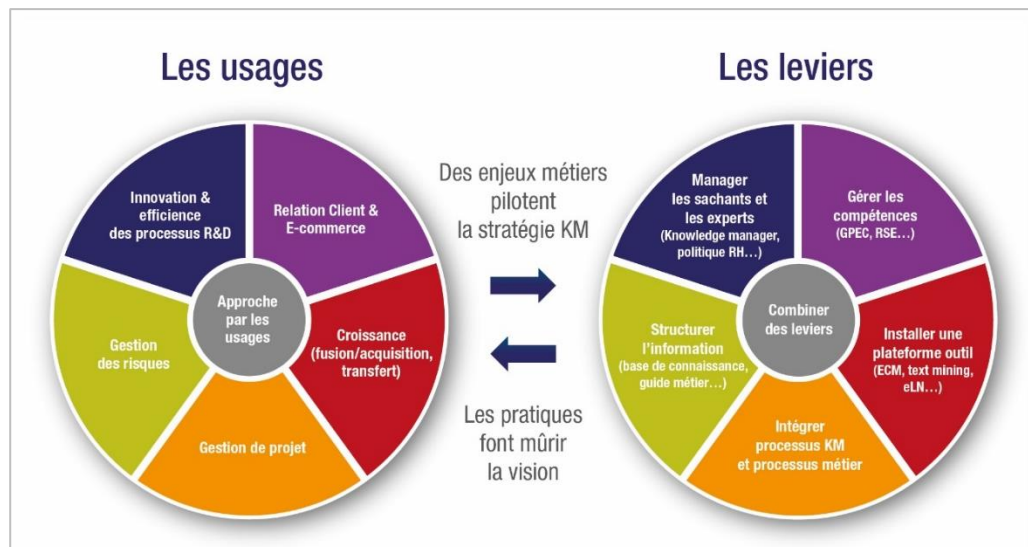 Les usages
Innovation &
efficience
des processus R&D
Relation Client &
E-commerce
Gestion
des risques
Approche
par les
usages
Croissance
(fusion/acquisition,
transfert)
Gestion de projet
Des enjeux métiers
pilotent
la stratégie KM
Les pratiques
font mûrir
la vision
Les leviers
Manager
les sachants et
les experts
(Knowledge manager,
politique RH...)
Gérer les
compétences
(GPEC, RSE...)
Structurer
l'information
(base de connaissance,
guide métier...)
Combiner
des leviers
Installer une
plateforme outil
(ECM, text mining,
eLN...)
Intégrer
processus KM
et processus métier